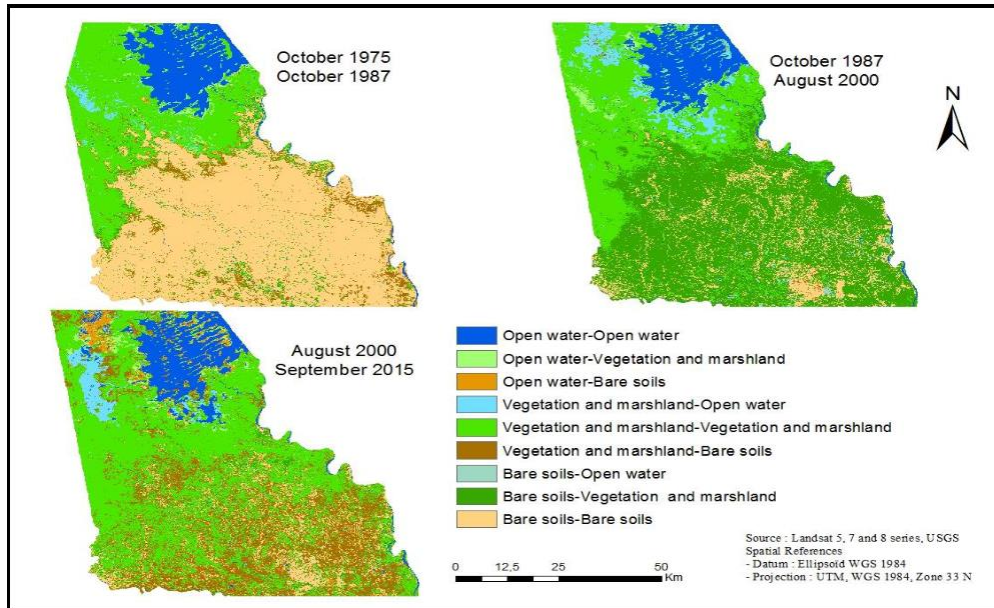 October 1975
October 1987
October 1987
August 2000
N
August 2000
September 2015
Open water-Open water
Open water-Vegetation and marshland
Open water-Bare soils
Vegetation and marshland-Open water
Vegetation and marshland-Vegetation and marshland
Vegetation and marshland-Bare soils
Bare soils-Open water
Bare soils-Vegetation and marshland
Bare soils-Bare soils
0 12,5 25 50
Km
Source : Landsat 5, 7 and 8 series, USGS
Spatial References
- Datum : Ellipsoïd WGS 1984
- Projection : UTM, WGS 1984, Zone 33 N